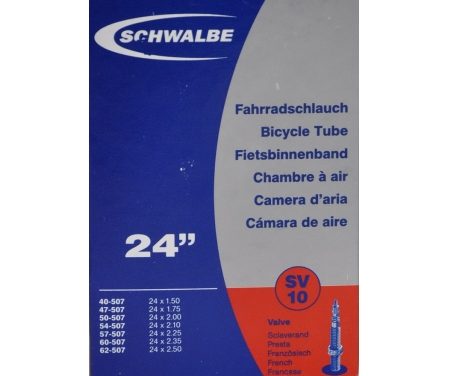 SCHWALBE
Fahrradschlauch
Bicycle Tube
Fietsbinnenband
Chambre à air
Camera d'aria
Cámara de aire
24"
SV
10
40-507 24 x 1.50
47-507 24 x 1.75
50-507 24 x 2.00
54-507 24 x 2.10
57-507 24 x 2.25
60-507 24 x 2.35
62-507 24 x 2.50
Valve
Sclaverand
Presta
Französisch
French
Francese